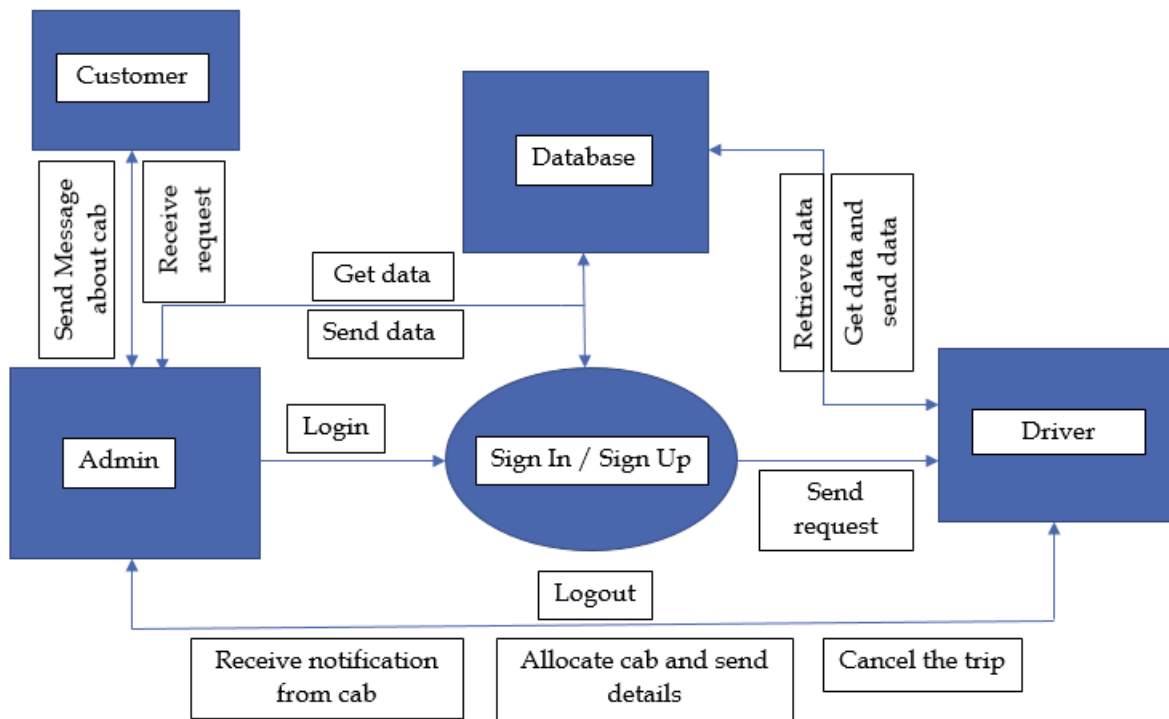 Customer
Database
Send Message
about cab
Receive
request
Retrieve data
Get data and
send data
Get data
Send data
Login
Admin
Sign In / Sign Up
Driver
Send
request
Logout
Receive notification
from cab
Allocate cab and send
details
Cancel the trip